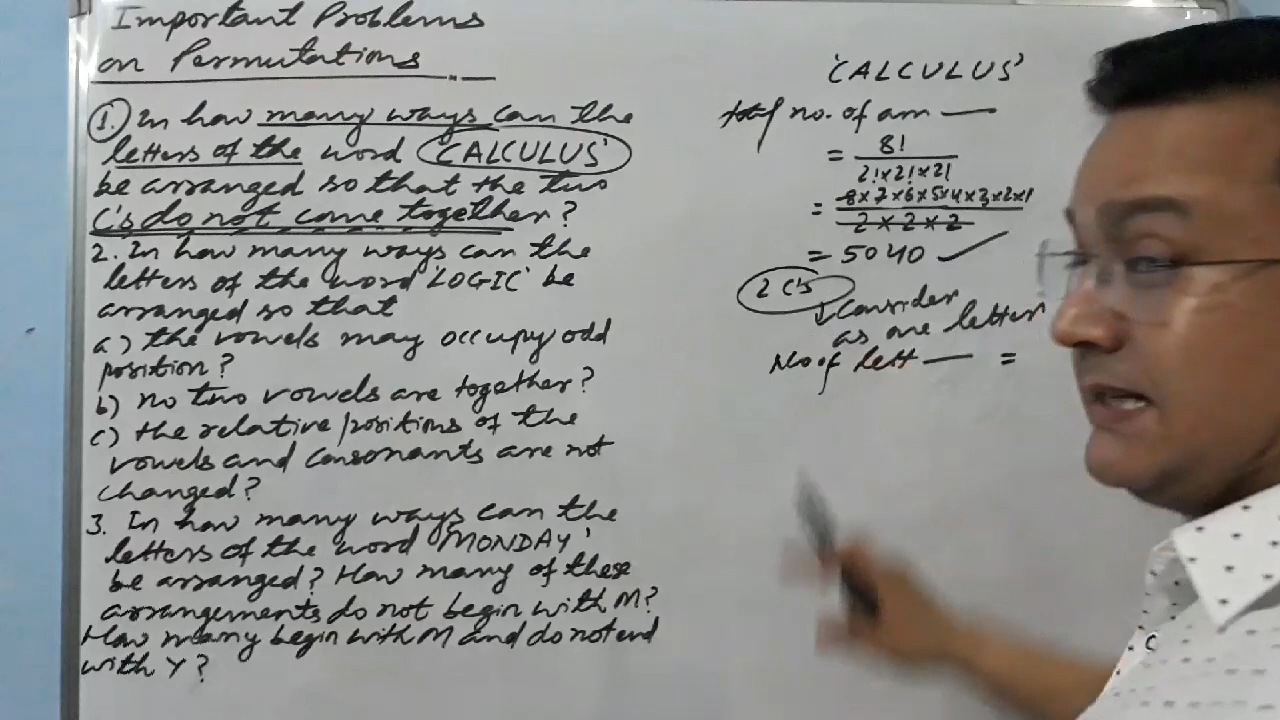 Important Problems
on Permutations
1. In how many ways can the
letters of the word 'CALCULUS'
be arranged so that the two
C's do not come together?
2. In how many ways can the
letters of the word 'LOGIC' be
arranged so that
a) the vowels may occupy odd
position?
b) no two vowels are together?
c) the relative positions of the
vowels and consonants are not
changed?
3. In how many ways can the
letters of the word 'MONDAY'
be arranged? How many of these
arrangements do not begin with M?
How many begin with M and do not end
with Y?
'CALCULUS'
total no. of arrn —
= 8! / 2! × 2! × 2!
= 8×7×6×5×4×3×2×1 / 2 × 2 × 2
= 5040 ✓
2 C's
↓ Consider
as one letter
No of lett — =